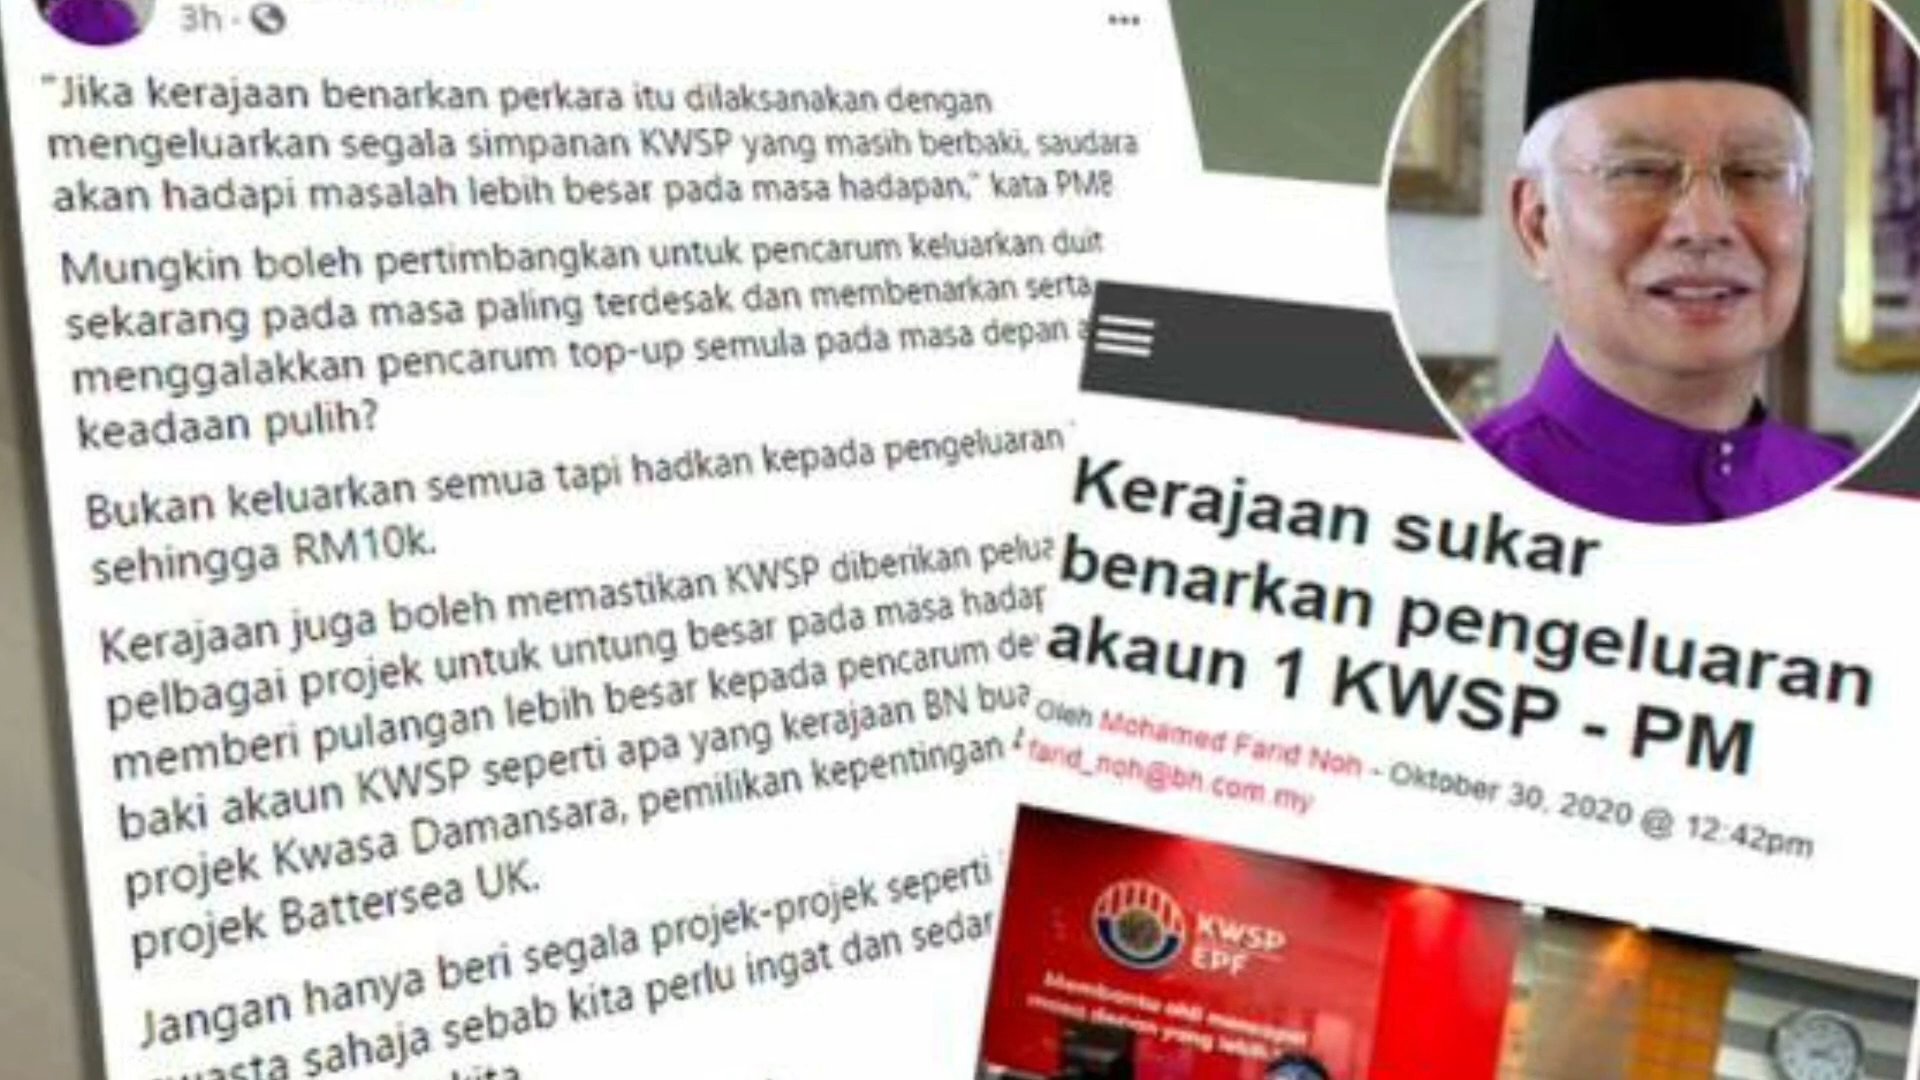 3h
"Jika kerajaan benarkan perkara itu dilaksanakan dengan
mengeluarkan segala simpanan KWSP yang masih berbaki, saudara
akan hadapi masalah lebih besar pada masa hadapan," kata PM8
Mungkin boleh pertimbangkan untuk pencarum keluarkan duit
sekarang pada masa paling terdesak dan membenarkan serta
menggalakkan pencarum top-up semula pada masa depan
keadaan pulih?
Bukan keluarkan semua tapi hadkan kepada pengeluaran
sehingga RM10k.
Kerajaan juga boleh memastikan KWSP diberikan
pelbagai projek untuk untung besar pada masa
memberi pulangan lebih besar kepada pencarum
baki akaun KWSP seperti apa yang kerajaan BN
projek Kwasa Damansara, pemilikan kepentingan
projek Battersea UK.
Jangan hanya beri segala projek-projek seperti
sahaja sebab kita perlu ingat dan sedar
kita
Kerajaan sukar
benarkan pengeluaran
akaun 1 KWSP - PM
Oleh Mohamed Farid Noh - Oktober 30, 2020 @ 12:42pm
farid_noh@bh.com.my
KWSP
EPF